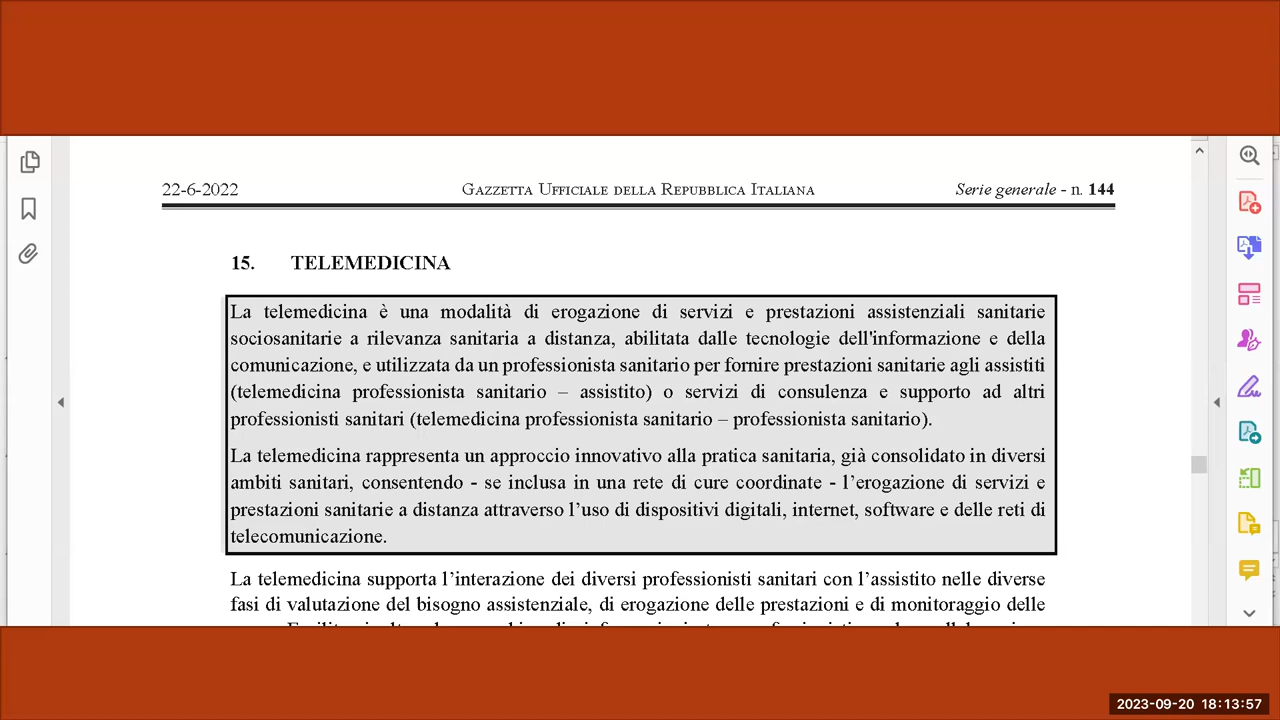 22-6-2022 GAZZETTA UFFICIALE DELLA REPUBBLICA ITALIANA Serie generale - n. 144
15. TELEMEDICINA
La telemedicina è una modalità di erogazione di servizi e prestazioni assistenziali sanitarie
sociosanitarie a rilevanza sanitaria a distanza, abilitata dalle tecnologie dell'informazione e della
comunicazione, e utilizzata da un professionista sanitario per fornire prestazioni sanitarie agli assistiti
(telemedicina professionista sanitario – assistito) o servizi di consulenza e supporto ad altri
professionisti sanitari (telemedicina professionista sanitario – professionista sanitario).
La telemedicina rappresenta un approccio innovativo alla pratica sanitaria, già consolidato in diversi
ambiti sanitari, consentendo - se inclusa in una rete di cure coordinate - l’erogazione di servizi e
prestazioni sanitarie a distanza attraverso l’uso di dispositivi digitali, internet, software e delle reti di
telecomunicazione.
La telemedicina supporta l’interazione dei diversi professionisti sanitari con l’assistito nelle diverse
fasi di valutazione del bisogno assistenziale, di erogazione delle prestazioni e di monitoraggio delle
2023-09-20 18:13:57